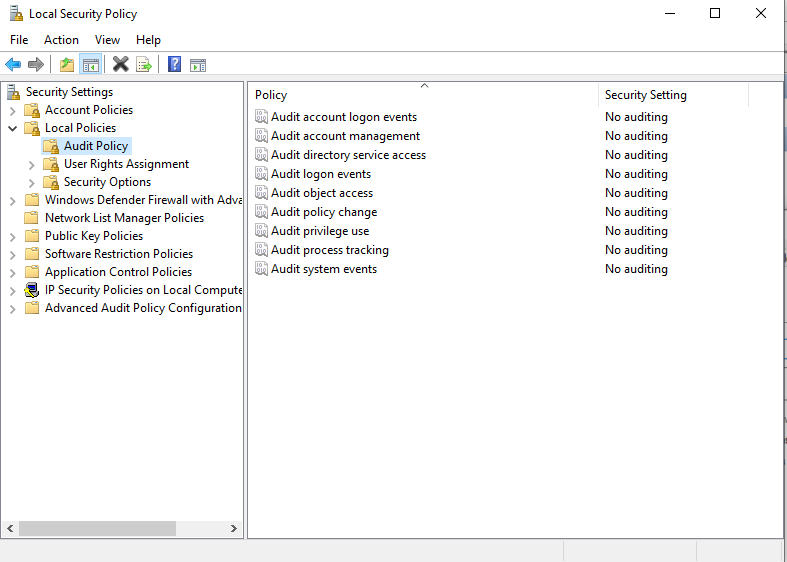 Local Security Policy
File Action View Help
Security Settings
Account Policies
Local Policies
Audit Policy
User Rights Assignment
Security Options
Windows Defender Firewall with Adva
Network List Manager Policies
Public Key Policies
Software Restriction Policies
Application Control Policies
IP Security Policies on Local Compute
Advanced Audit Policy Configuration
Policy Security Setting
Audit account logon events No auditing
Audit account management No auditing
Audit directory service access No auditing
Audit logon events No auditing
Audit object access No auditing
Audit policy change No auditing
Audit privilege use No auditing
Audit process tracking No auditing
Audit system events No auditing